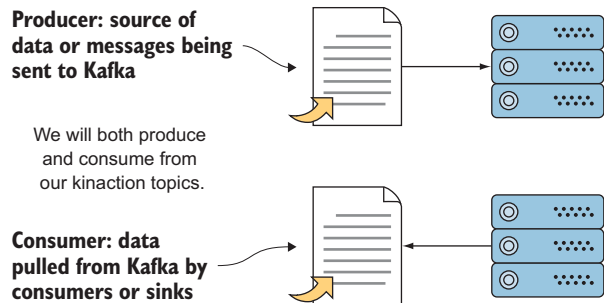 Producer: source of
data or messages being
sent to Kafka
We will both produce
and consume from
our kinaction topics.
Consumer: data
pulled from Kafka by
consumers or sinks